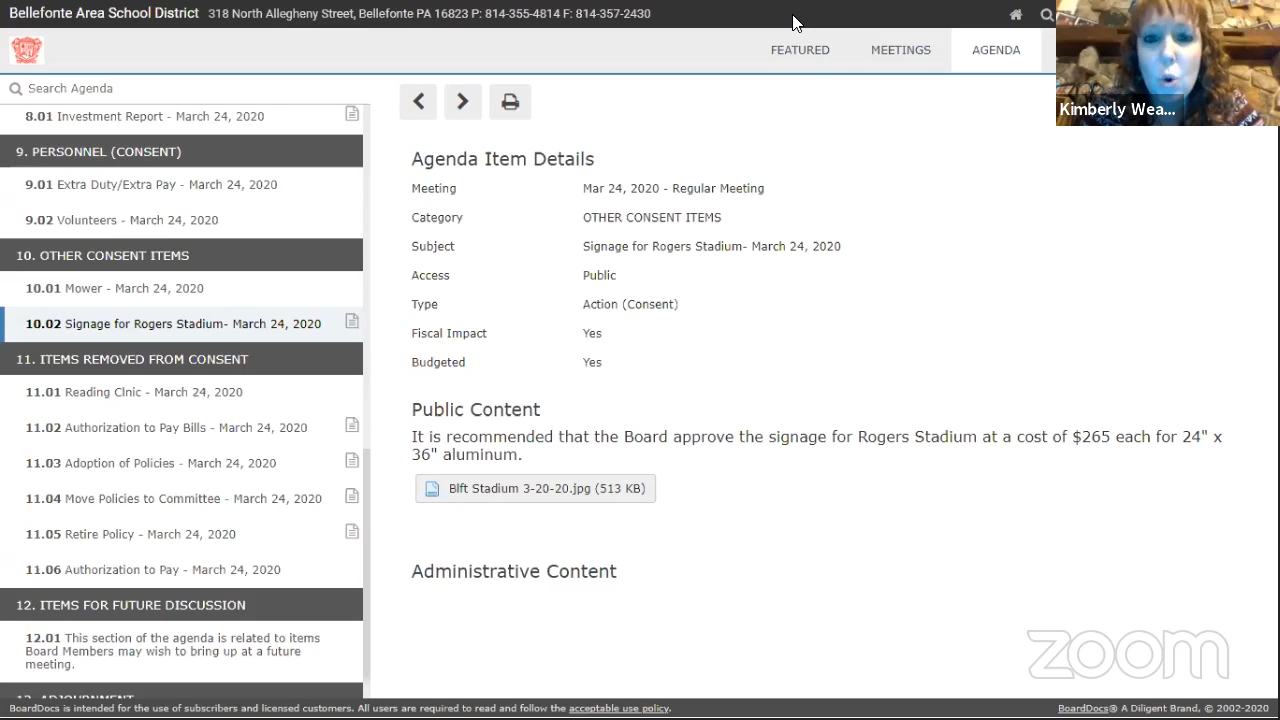 Bellefonte Area School District 318 North Allegheny Street, Bellefonte PA 16823 P: 814-355-4814 F: 814-357-2430
FEATURED MEETINGS AGENDA
Kimberly Wea...
Search Agenda
8.01 Investment Report - March 24, 2020
9. PERSONNEL (CONSENT)
9.01 Extra Duty/Extra Pay - March 24, 2020
9.02 Volunteers - March 24, 2020
10. OTHER CONSENT ITEMS
10.01 Mower - March 24, 2020
10.02 Signage for Rogers Stadium- March 24, 2020
11. ITEMS REMOVED FROM CONSENT
11.01 Reading Clnic - March 24, 2020
11.02 Authorization to Pay Bills - March 24, 2020
11.03 Adoption of Policies - March 24, 2020
11.04 Move Policies to Committee - March 24, 2020
11.05 Retire Policy - March 24, 2020
11.06 Authorization to Pay - March 24, 2020
12. ITEMS FOR FUTURE DISCUSSION
12.01 This section of the agenda is related to items
Board Members may wish to bring up at a future
meeting.
13. ADJOURNMENT
Agenda Item Details
Meeting Mar 24, 2020 - Regular Meeting
Category OTHER CONSENT ITEMS
Subject Signage for Rogers Stadium- March 24, 2020
Access Public
Type Action (Consent)
Fiscal Impact Yes
Budgeted Yes
Public Content
It is recommended that the Board approve the signage for Rogers Stadium at a cost of $265 each for 24" x
36" aluminum.
Blft Stadium 3-20-20.jpg (513 KB)
Administrative Content
zoom
BoardDocs is intended for the use of subscribers and licensed customers. All users are required to read and follow the acceptable use policy.
BoardDocs® A Diligent Brand, © 2002-2020